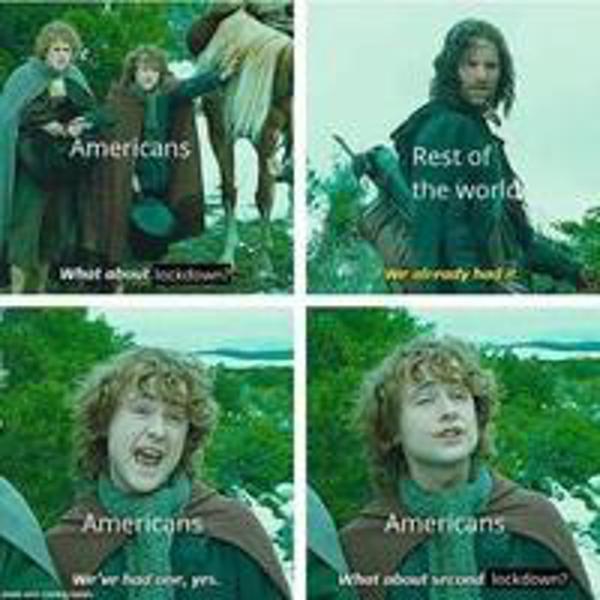 Americans
What about lockdown?
Rest of
the world
We already had it
Americans
We've had one, yes.
Americans
What about second lockdown?